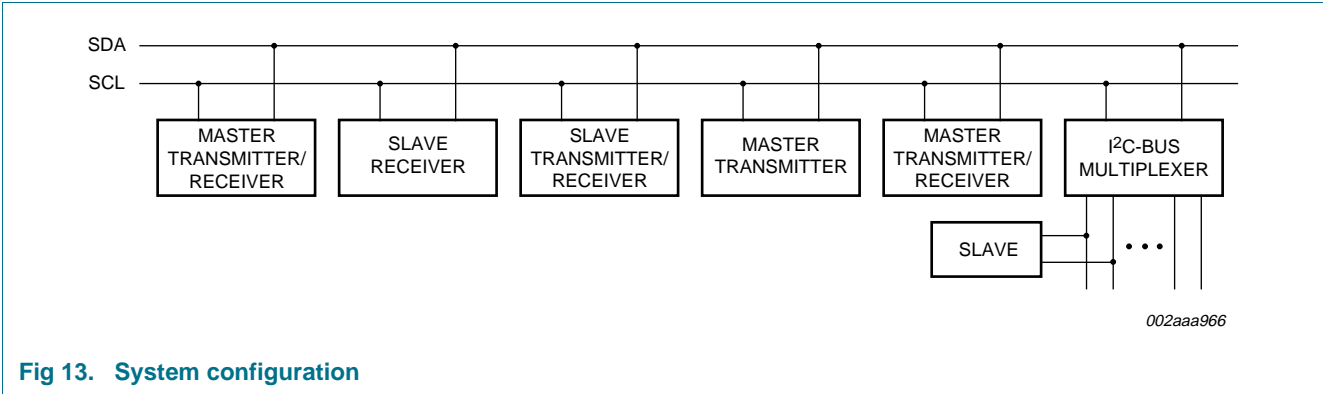 SDA
SCL
MASTER
TRANSMITTER/
RECEIVER
SLAVE
RECEIVER
SLAVE
TRANSMITTER/
RECEIVER
MASTER
TRANSMITTER
MASTER
TRANSMITTER/
RECEIVER
I2C-BUS
MULTIPLEXER
SLAVE
002aaa966
Fig 13. System configuration